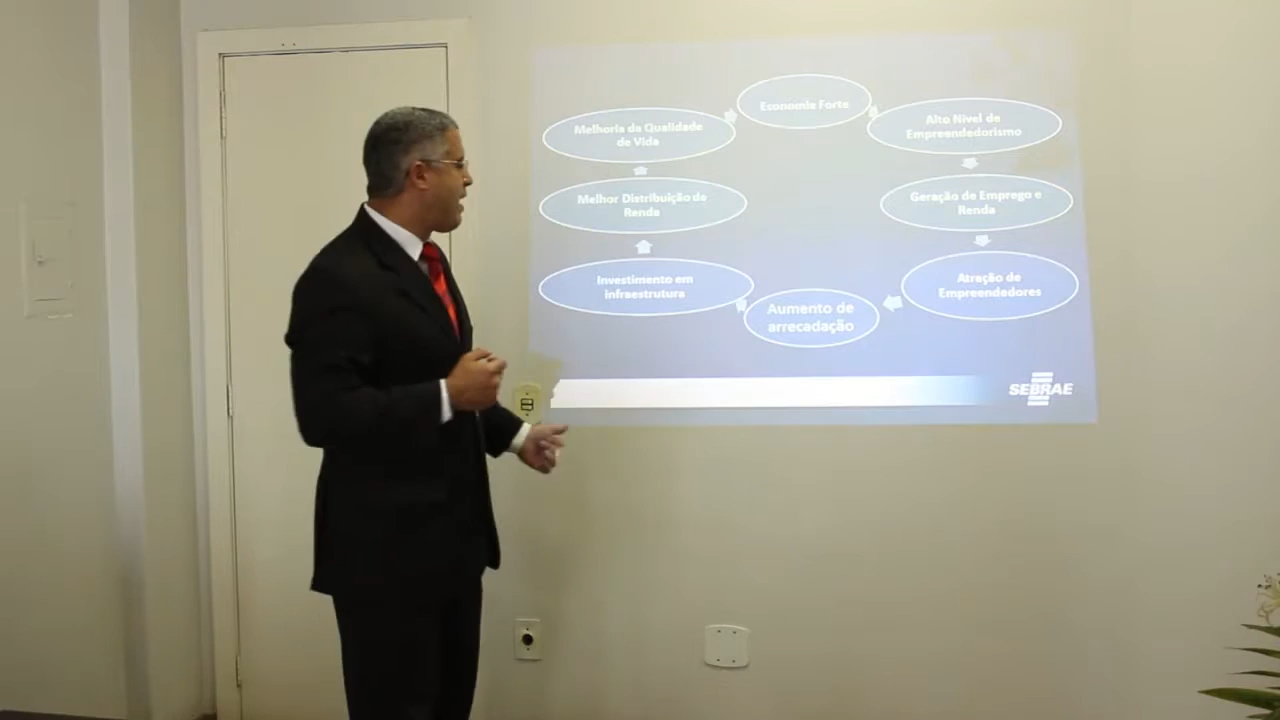 Economia Forte
Alto Nível de
Empreendedorismo
Geração de Emprego e
Renda
Atração de
Empreendedores
Aumento de
arrecadação
Investimento em
infraestrutura
Melhor Distribuição de
Renda
Melhoria da Qualidade
de Vida
SEBRAE